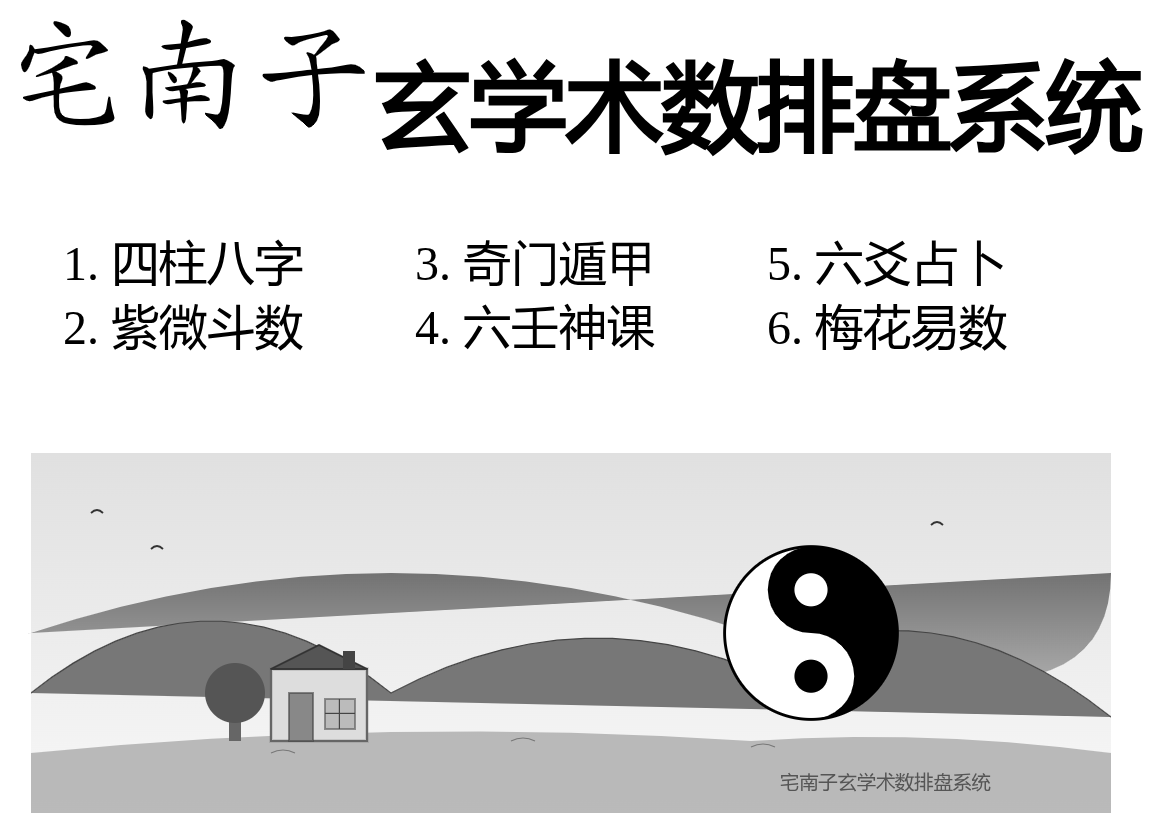 宅南子玄学术数排盘系统
1. 四柱八字
2. 紫微斗数
3. 奇门遁甲
4. 六壬神课
5. 六爻占卜
6. 梅花易数
宅南子玄学术数排盘系统